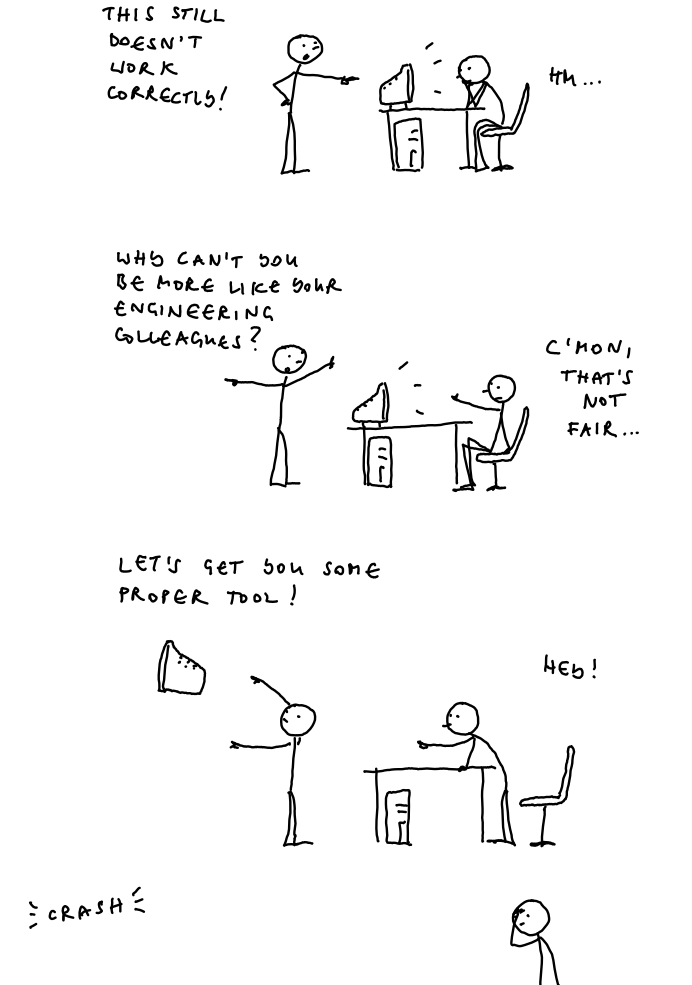 THIS STILL
DOESN'T
WORK
CORRECTLY!
HM...
WHY CAN'T YOU
BE MORE LIKE YOUR
ENGINEERING
COLLEAGUES?
C'MON,
THAT'S
NOT
FAIR...
LET'S GET YOU SOME
PROPER TOOL!
HEY!
CRASH